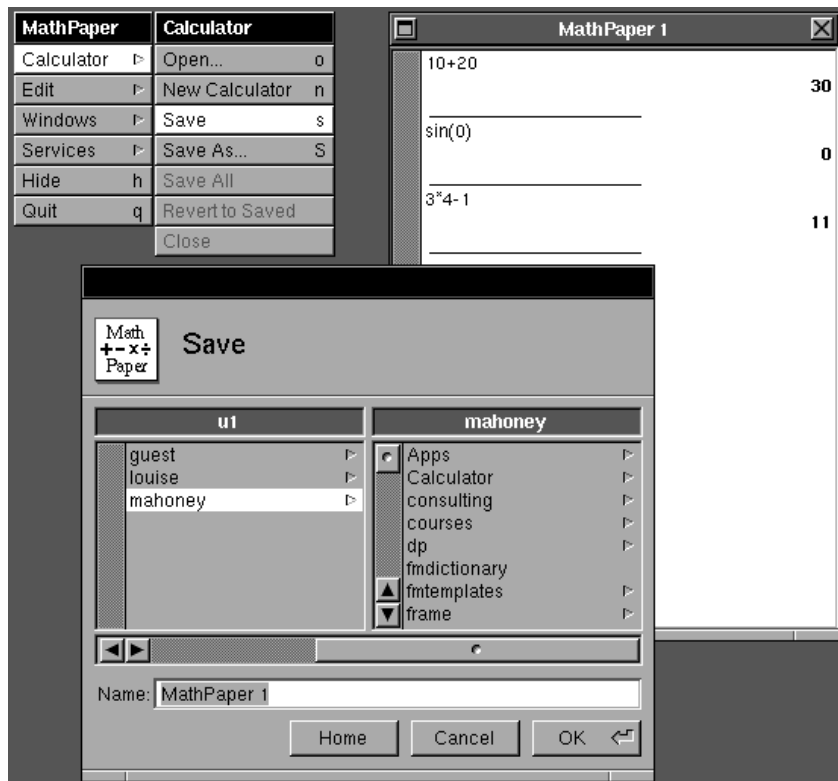 MathPaper
Calculator
Edit
Windows
Services
Hide h
Quit q
Calculator
Open... o
New Calculator n
Save s
Save As... S
Save All
Revert to Saved
Close
MathPaper 1
10+20
30
sin(0)
0
3*4-1
11
Math
+-x÷
Paper
Save
u1
guest
louise
mahoney
mahoney
Apps
Calculator
consulting
courses
dp
fmdictionary
fmtemplates
frame
Name: MathPaper 1
Home Cancel OK